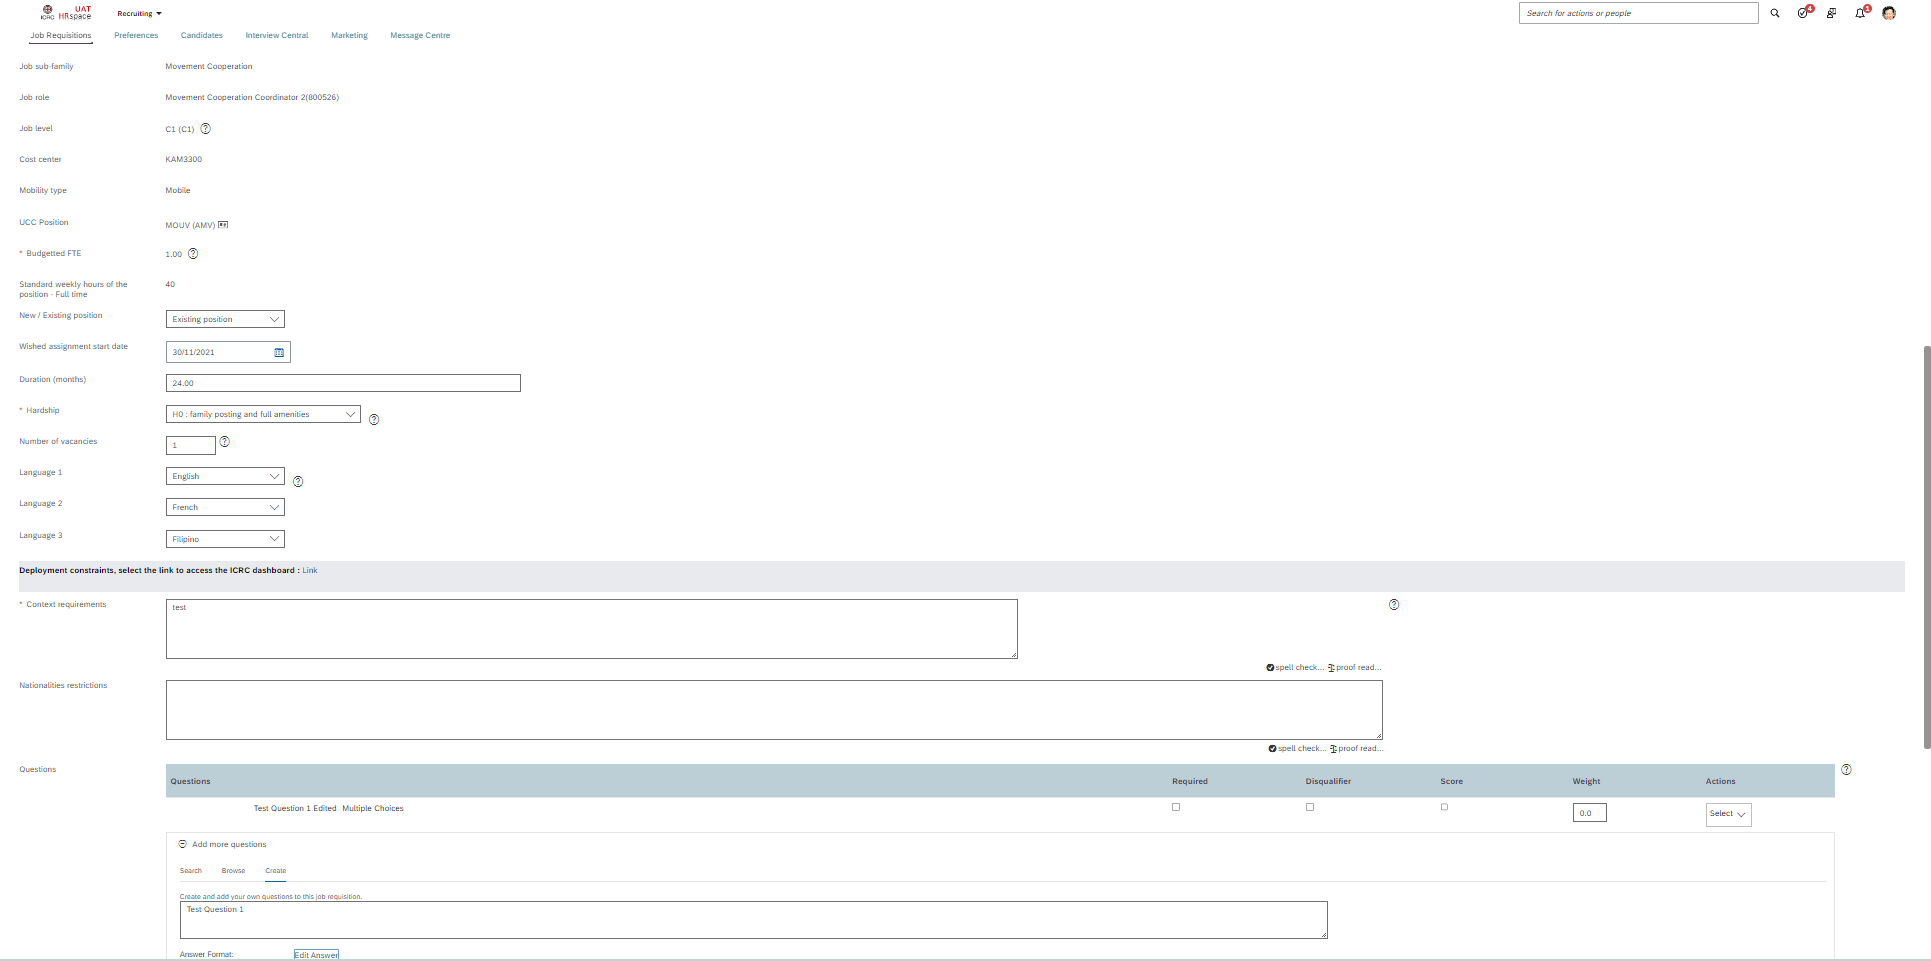 ICRC
UAT
HRspace
Recruiting
Search for actions or people
4
1
Job Requisitions
Preferences
Candidates
Interview Central
Marketing
Message Centre
Job sub-family
Movement Cooperation
Job role
Movement Cooperation Coordinator 2(800526)
Job level
C1 (C1)
Cost center
KAM3300
Mobility type
Mobile
UCC Position
MOUV (AMV)
* Budgetted FTE
1.00
Standard weekly hours of the
position - Full time
40
New / Existing position
Existing position
Wished assignment start date
30/11/2021
Duration (months)
24.00
* Hardship
H0 : family posting and full amenities
Number of vacancies
1
Language 1
English
Language 2
French
Language 3
Filipino
Deployment constraints, select the link to access the ICRC dashboard : Link
* Context requirements
test
spell check... proof read...
Nationalities restrictions
spell check... proof read...
Questions
Questions
Required
Disqualifier
Score
Weight
Actions
Test Question 1 Edited Multiple Choices
0.0
Select
Add more questions
Search
Browse
Create
Create and add your own questions to this job requisition.
Test Question 1
Answer Format:
Edit Answer